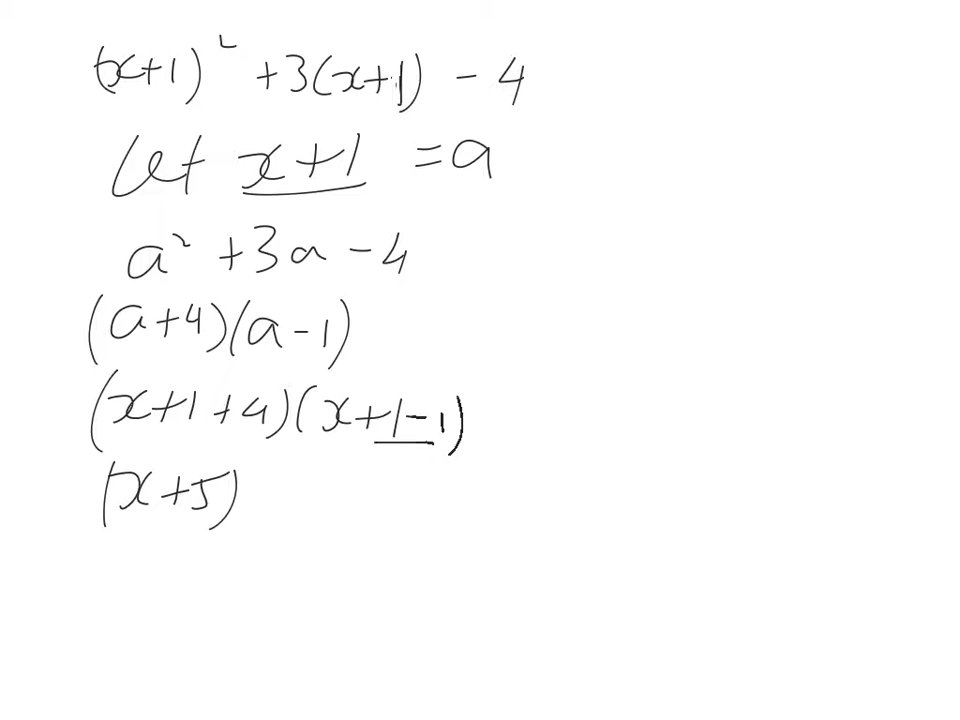 (x+1)² +3(x+1) - 4
let x+1 = a
a² +3a - 4
(a+4)(a-1)
(x+1+4)(x+1-1)
(x+5)